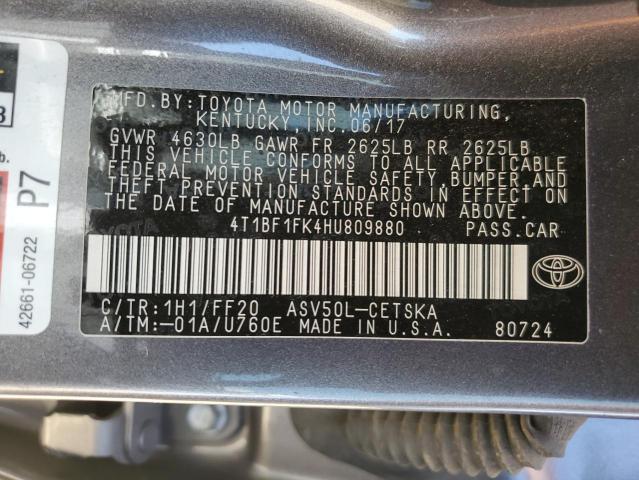 MFD.BY:TOYOTA MOTOR MANUFACTURING,
KENTUCKY,INC.06/17
GVWR 4630LB GAWR FR 2625LB RR 2625LB
THIS VEHICLE CONFORMS TO ALL APPLICABLE
FEDERAL MOTOR VEHICLE SAFETY,BUMPER,AND
THEFT PREVENTION STANDARDS IN EFFECT ON
THE DATE OF MANUFACTURE SHOWN ABOVE.
4T1BF1FK4HU809880 PASS.CAR
C/TR:1H1/FF20 ASV50L-CETSKA
A/TM:-01A/U760E MADE IN U.S.A. 80724
P7
42661-06722